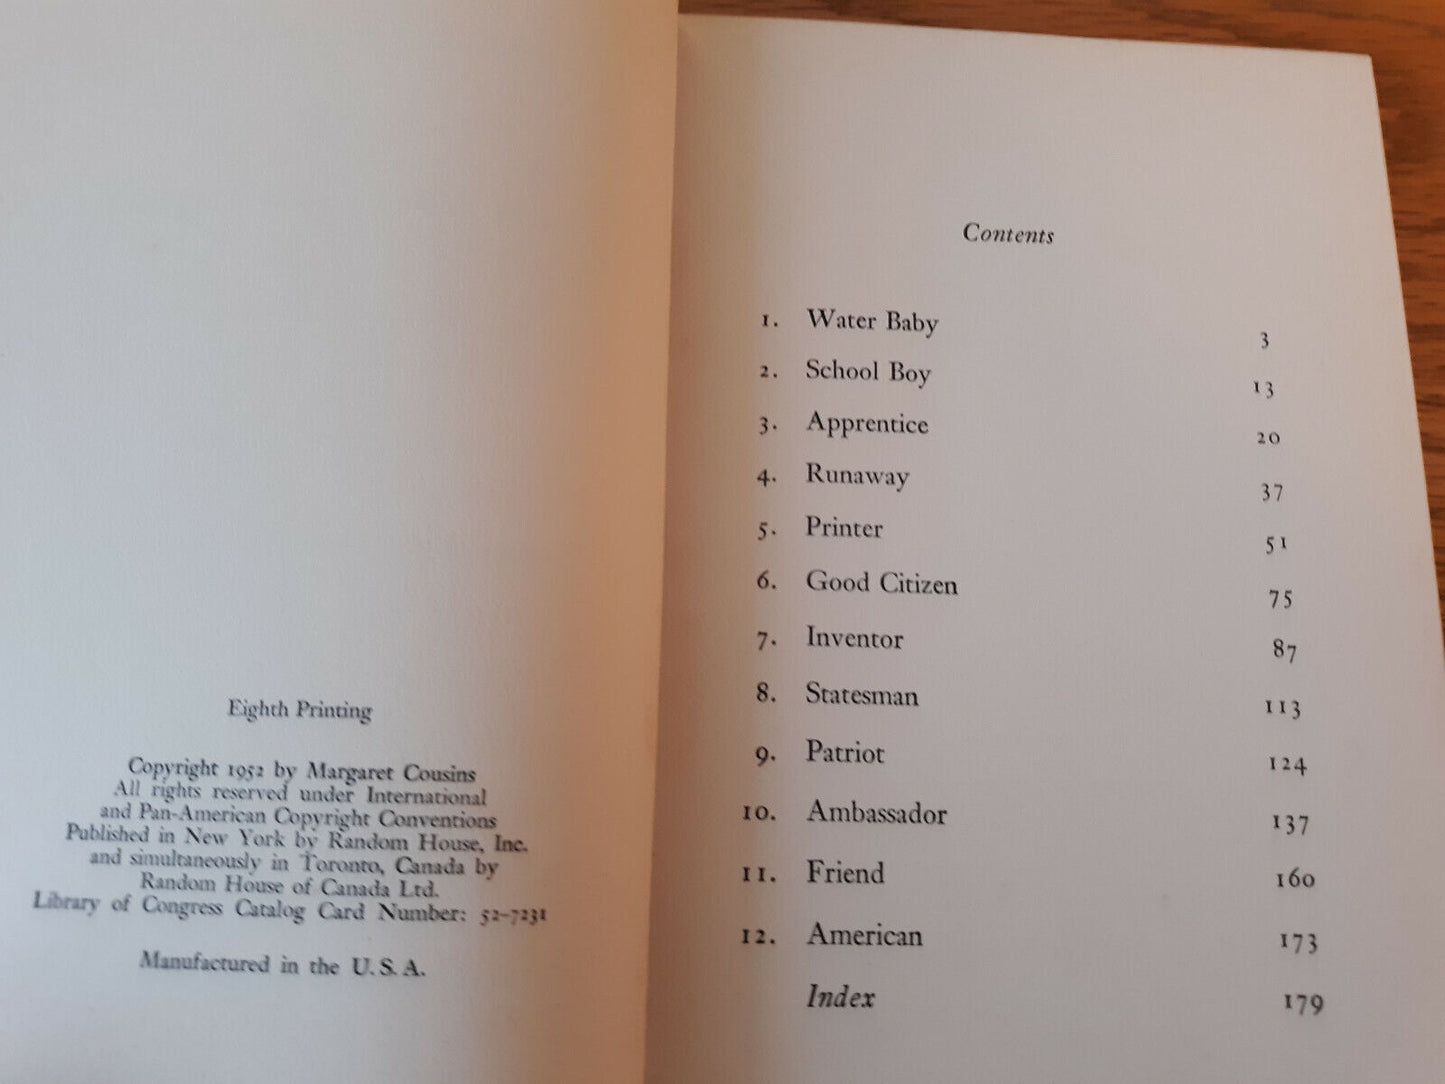 Eighth Printing
Copyright 1952 by Margaret Cousins
All rights reserved under International
and Pan-American Copyright Conventions
Published in New York by Random House, Inc.
and simultaneously in Toronto, Canada by
Random House of Canada Ltd.
Library of Congress Catalog Card Number: 52-7231
Manufactured in the U. S. A.
Contents
1. Water Baby 3
2. School Boy 13
3. Apprentice 20
4. Runaway 37
5. Printer 51
6. Good Citizen 75
7. Inventor 87
8. Statesman 113
9. Patriot 124
10. Ambassador 137
11. Friend 160
12. American 173
Index 179